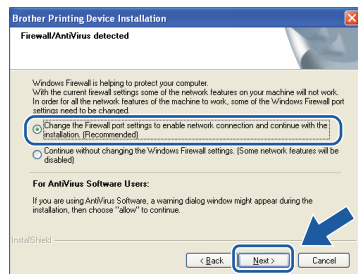 Brother Printing Device Installation
Firewall/AntiVirus detected
Windows Firewall is helping to protect your computer.
With the current firewall settings some of the network features on your machine will not work.
In order for all the network features of the machine to work, some of the Windows Firewall port
settings need to be changed.
Change the Firewall port settings to enable network connection and continue with the
installation. (Recommended)
Continue without changing the Windows Firewall settings. (Some network features will be
disabled)
For AntiVirus Software Users:
If you are using AntiVirus Software, a warning dialog window might appear during the
installation, then choose "allow" to continue.
InstallShield
< Back
Next >
Cancel